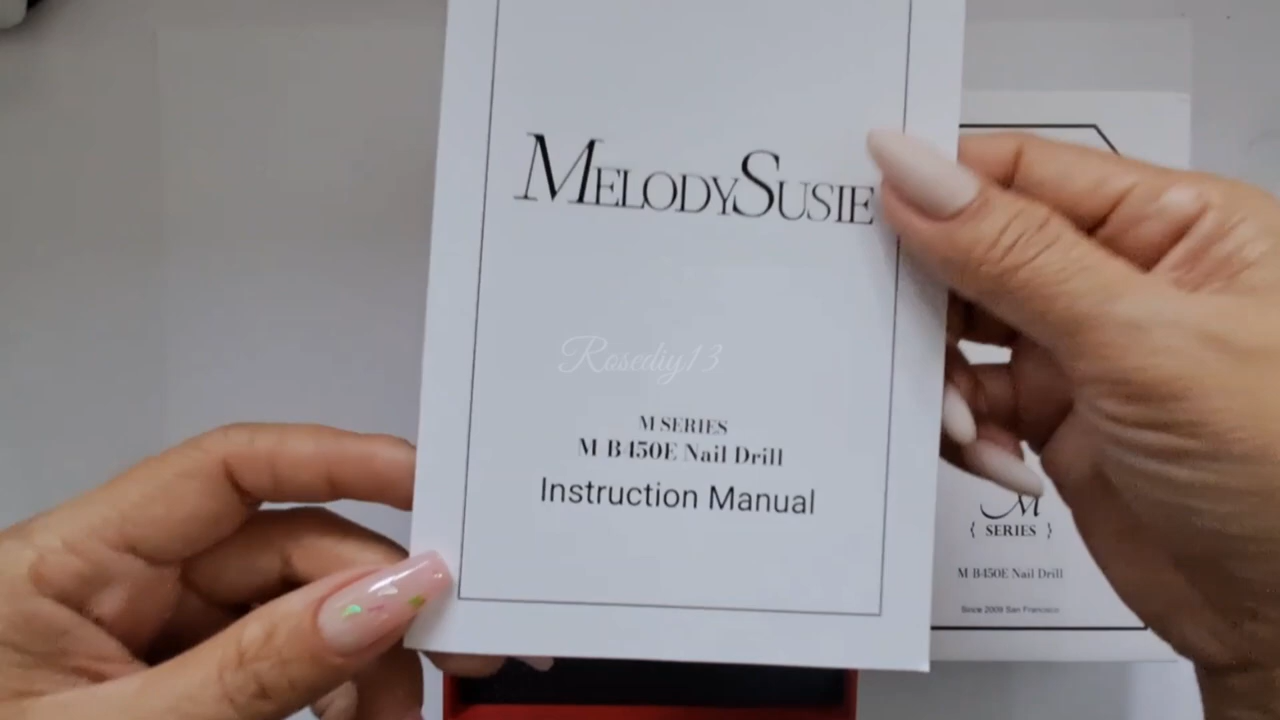 MELODYSUSIE
Rosediy13
M SERIES
M-B450E Nail Drill
Instruction Manual
M
{ SERIES }
M-B450E Nail Drill
Since 2009 San Francisco